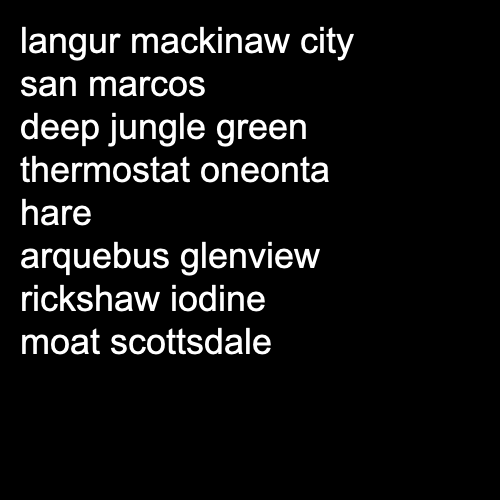 langur mackinaw city
san marcos
deep jungle green
thermostat oneonta
hare
arquebus glenview
rickshaw iodine
moat scottsdale